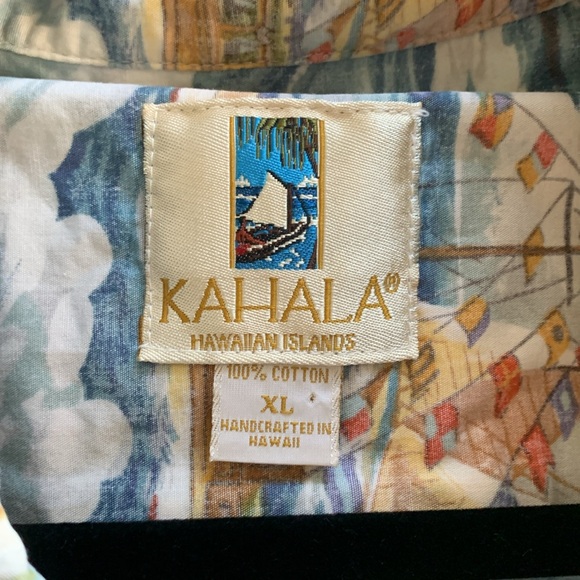 KAHALA®
HAWAIIAN ISLANDS
100% COTTON
XL
HANDCRAFTED IN
HAWAII